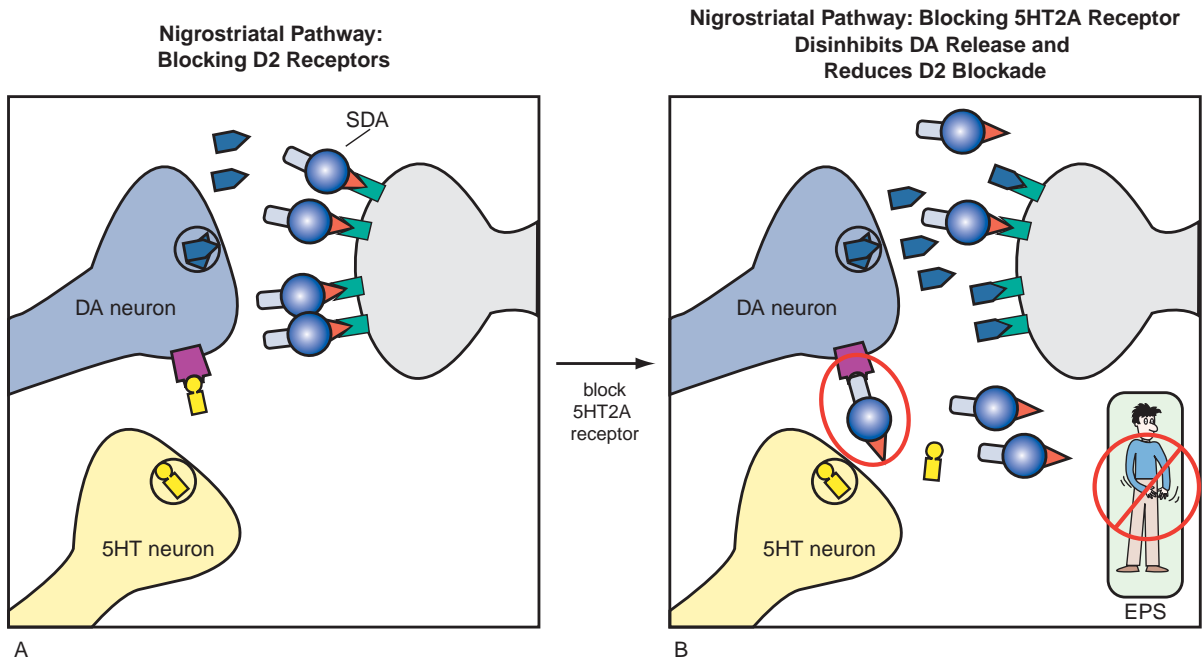 Nigrostriatal Pathway:
Blocking D2 Receptors
SDA
DA neuron
5HT neuron
A
block
5HT2A
receptor
Nigrostriatal Pathway: Blocking 5HT2A Receptor
Disinhibits DA Release and
Reduces D2 Blockade
DA neuron
5HT neuron
EPS
B